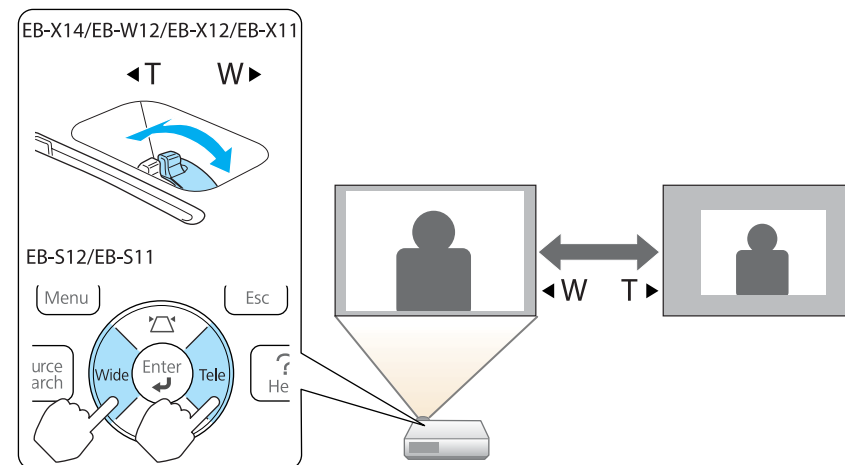 EB-X14/EB-W12/EB-X12/EB-X11
◄T W►
EB-S12/EB-S11
Menu Esc
urce
arch
Wide Enter Tele
?
He
◄W T►